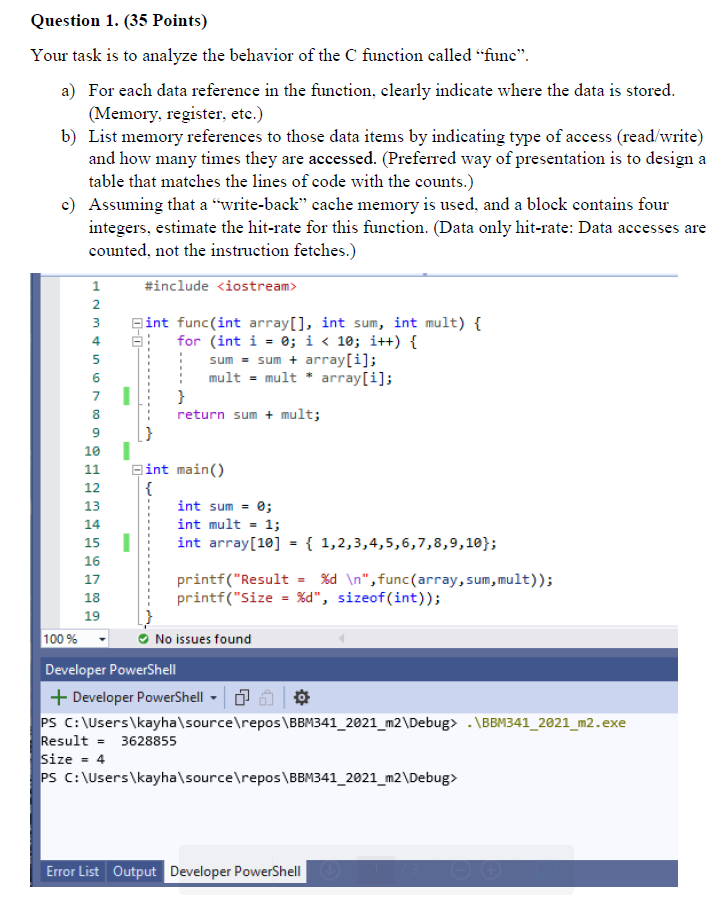 Question 1. (35 Points)
Your task is to analyze the behavior of the C function called “func”.
a) For each data reference in the function, clearly indicate where the data is stored.
(Memory, register, etc.)
b) List memory references to those data items by indicating type of access (read/write)
and how many times they are accessed. (Preferred way of presentation is to design a
table that matches the lines of code with the counts.)
c) Assuming that a “write-back” cache memory is used, and a block contains four
integers, estimate the hit-rate for this function. (Data only hit-rate: Data accesses are
counted, not the instruction fetches.)
1 #include <iostream>
2
3 int func(int array[], int sum, int mult) {
4 for (int i = 0; i < 10; i++) {
5 sum = sum + array[i];
6 mult = mult * array[i];
7 }
8 return sum + mult;
9 }
10
11 int main()
12 {
13 int sum = 0;
14 int mult = 1;
15 int array[10] = { 1,2,3,4,5,6,7,8,9,10};
16
17 printf("Result = %d \n",func(array,sum,mult));
18 printf("Size = %d", sizeof(int));
19 }
100 % No issues found
Developer PowerShell
+ Developer PowerShell
PS C:\Users\kayha\source\repos\BBM341_2021_m2\Debug> .\BBM341_2021_m2.exe
Result = 3628855
Size = 4
PS C:\Users\kayha\source\repos\BBM341_2021_m2\Debug>
Error List Output Developer PowerShell